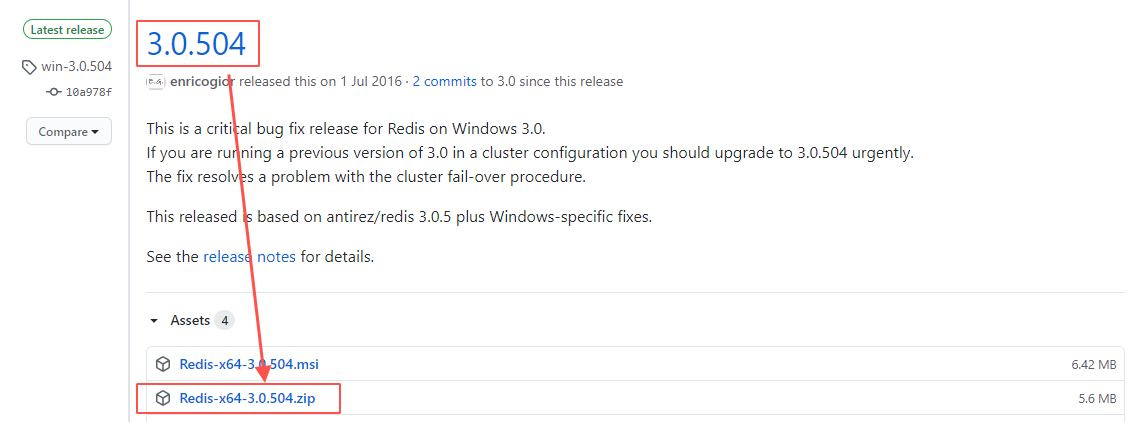 Latest release
3.0.504
win-3.0.504
enricogior released this on 1 Jul 2016 · 2 commits to 3.0 since this release
10a978f
Compare
This is a critical bug fix release for Redis on Windows 3.0.
If you are running a previous version of 3.0 in a cluster configuration you should upgrade to 3.0.504 urgently.
The fix resolves a problem with the cluster fail-over procedure.
This released is based on antirez/redis 3.0.5 plus Windows-specific fixes.
See the release notes for details.
Assets 4
Redis-x64-3.0.504.msi 6.42 MB
Redis-x64-3.0.504.zip 5.6 MB